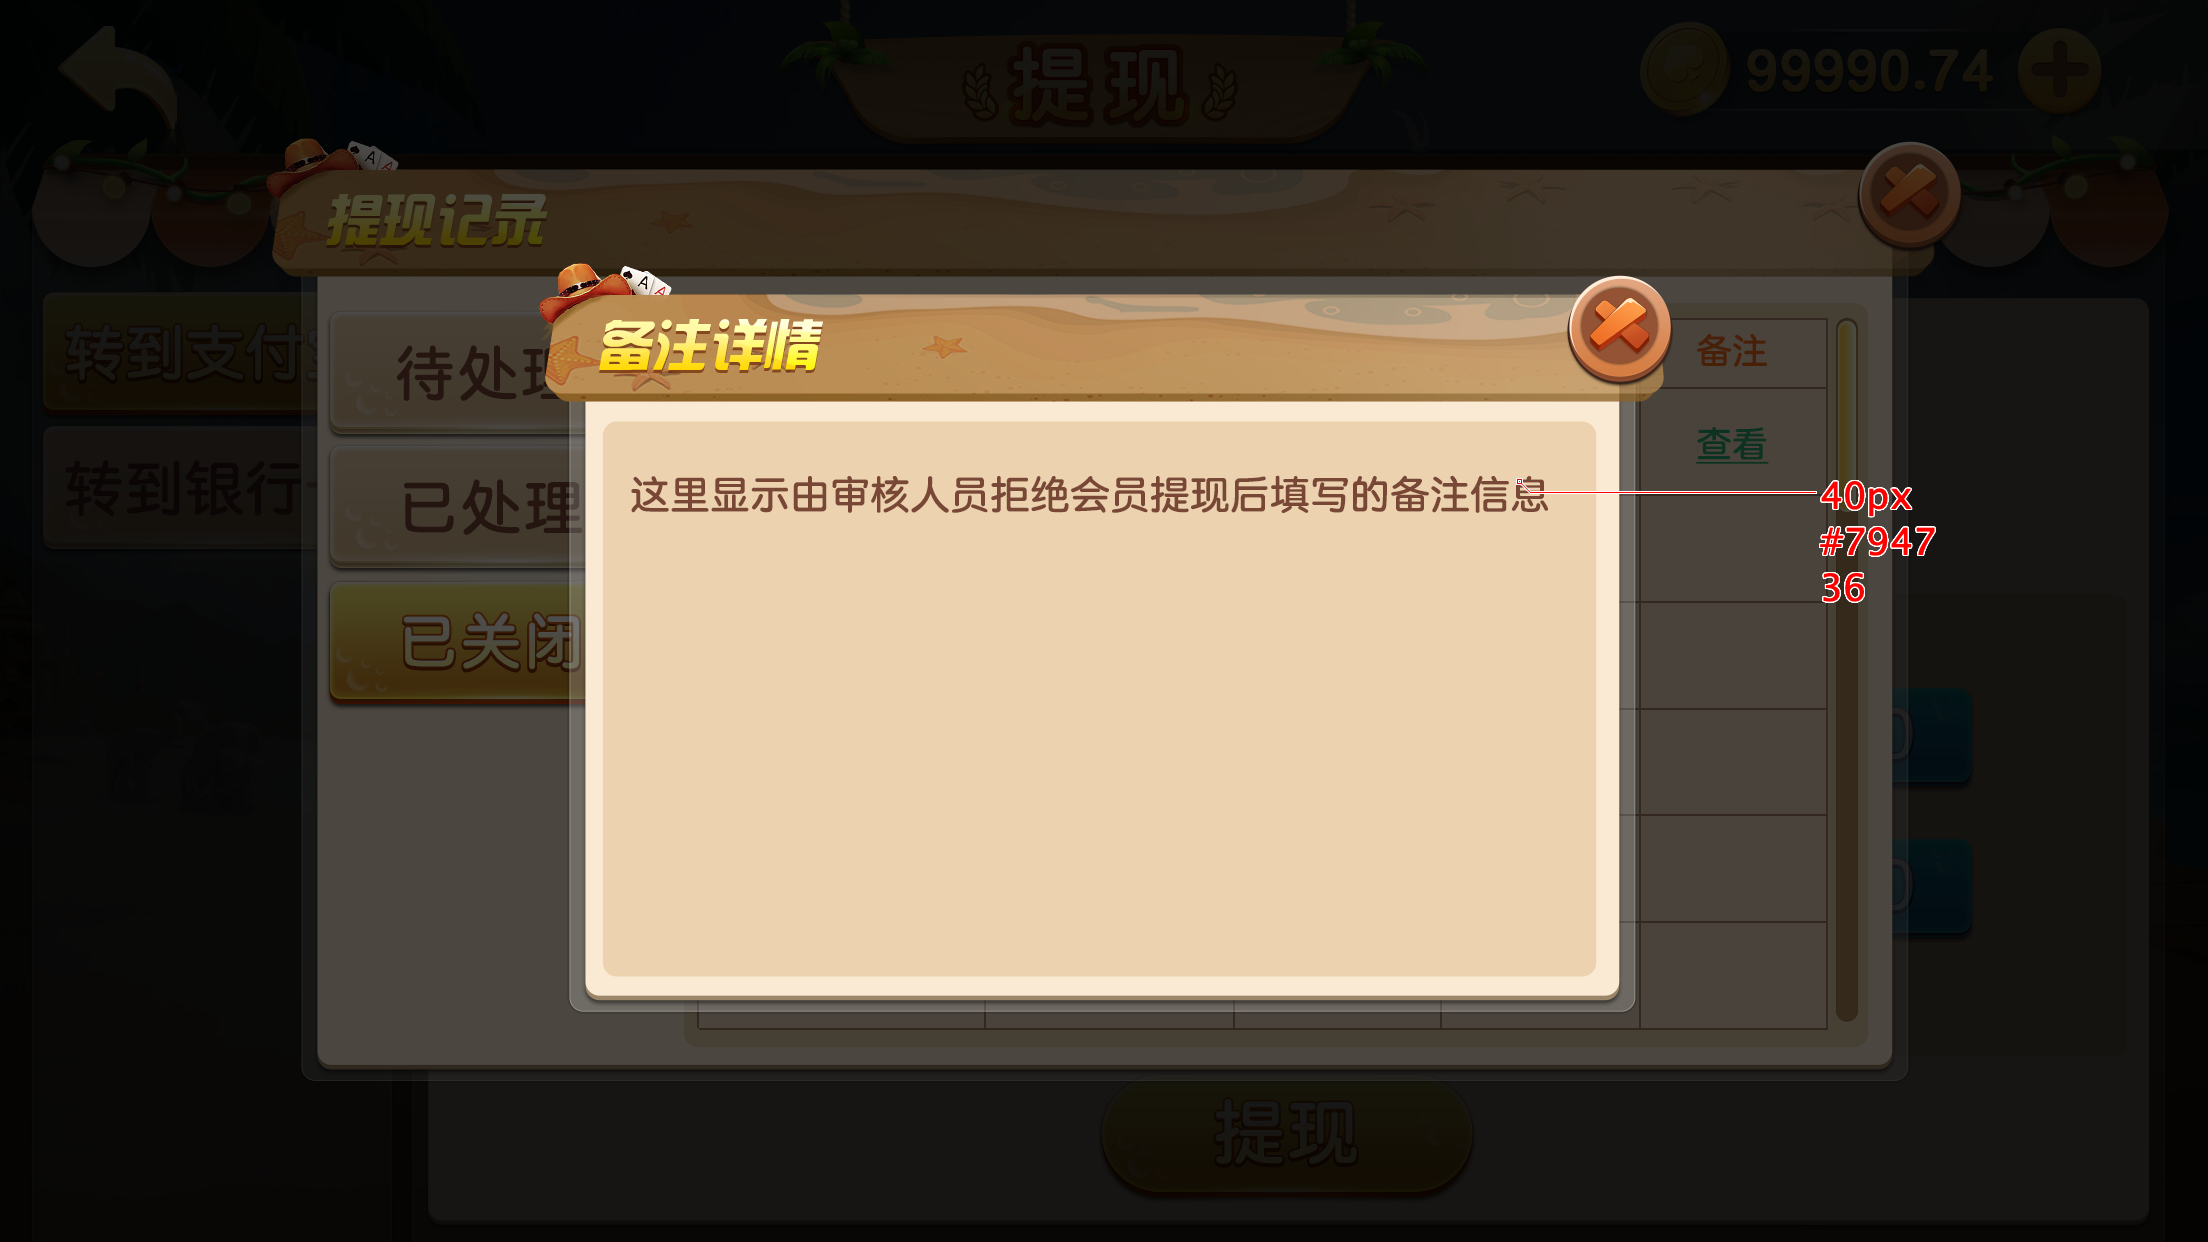 提现
99990.74
提现记录
A A
转到支付
转到银行
待处理
已处理
已关闭
备注
查看
备注详情
A A
这里显示由审核人员拒绝会员提现后填写的备注信息
40px
#7947
36
0
0
提现